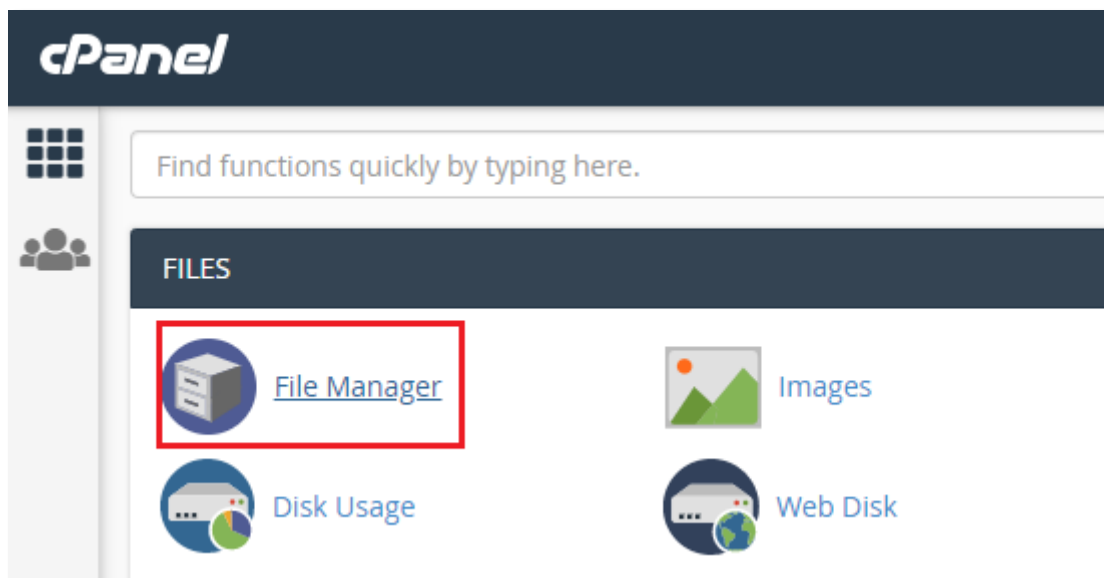 cPanel
Find functions quickly by typing here.
FILES
File Manager
Images
Disk Usage
Web Disk